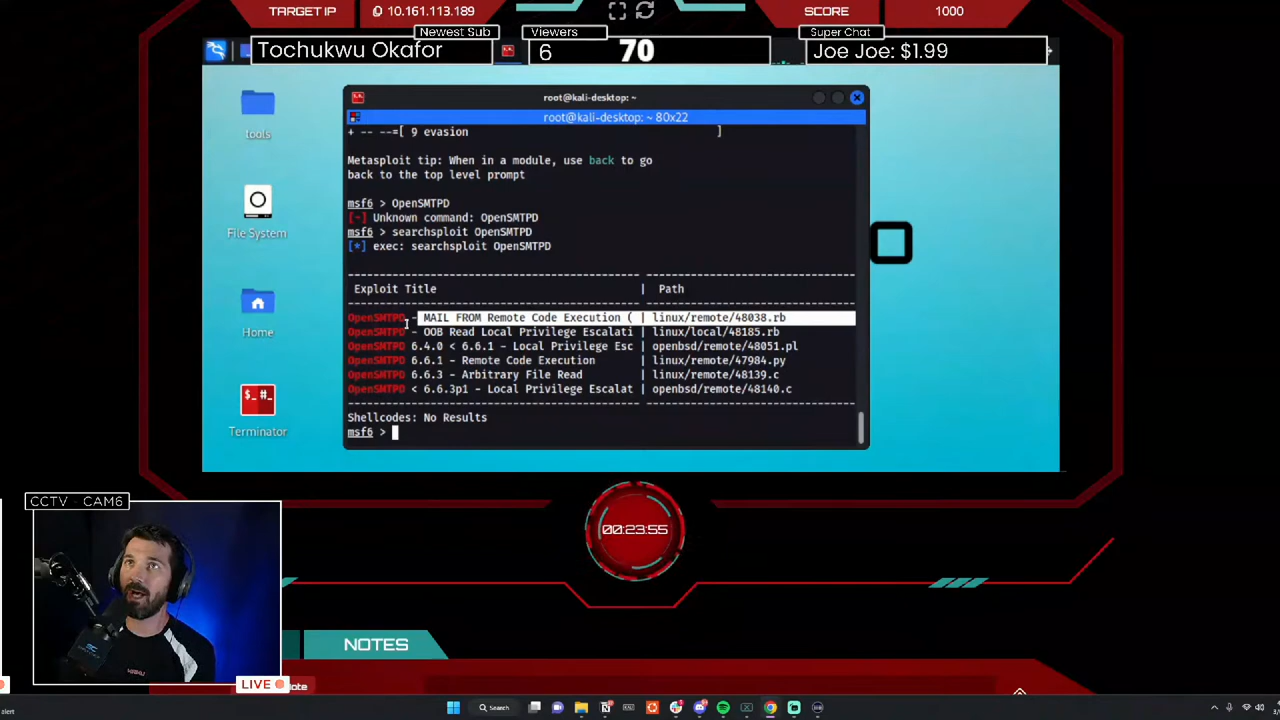 TARGET IP
10.161.113.189
SCORE
1000
Newest Sub
Tochukwu Okafor
Viewers
6
70
Super Chat
Joe Joe: $1.99
tools
File System
Home
$_ #_
Terminator
root@kali-desktop: ~
root@kali-desktop: ~ 80x22
+ -- --=[ 9 evasion ]
Metasploit tip: When in a module, use back to go
back to the top level prompt
msf6 > OpenSMTPD
[-] Unknown command: OpenSMTPD
msf6 > searchsploit OpenSMTPD
[*] exec: searchsploit OpenSMTPD
Exploit Title | Path
OpenSMTPD - MAIL FROM Remote Code Execution ( | linux/remote/48038.rb
OpenSMTPD - OOB Read Local Privilege Escalati | linux/local/48185.rb
OpenSMTPD 6.4.0 < 6.6.1 - Local Privilege Esc | openbsd/remote/48051.pl
OpenSMTPD 6.6.1 - Remote Code Execution | linux/remote/47984.py
OpenSMTPD 6.6.3 - Arbitrary File Read | linux/remote/48139.c
OpenSMTPD < 6.6.3p1 - Local Privilege Escalat | openbsd/remote/48140.c
Shellcodes: No Results
msf6 >
CCTV - CAM6
00:23:55
NOTES
LIVE
alert
Search